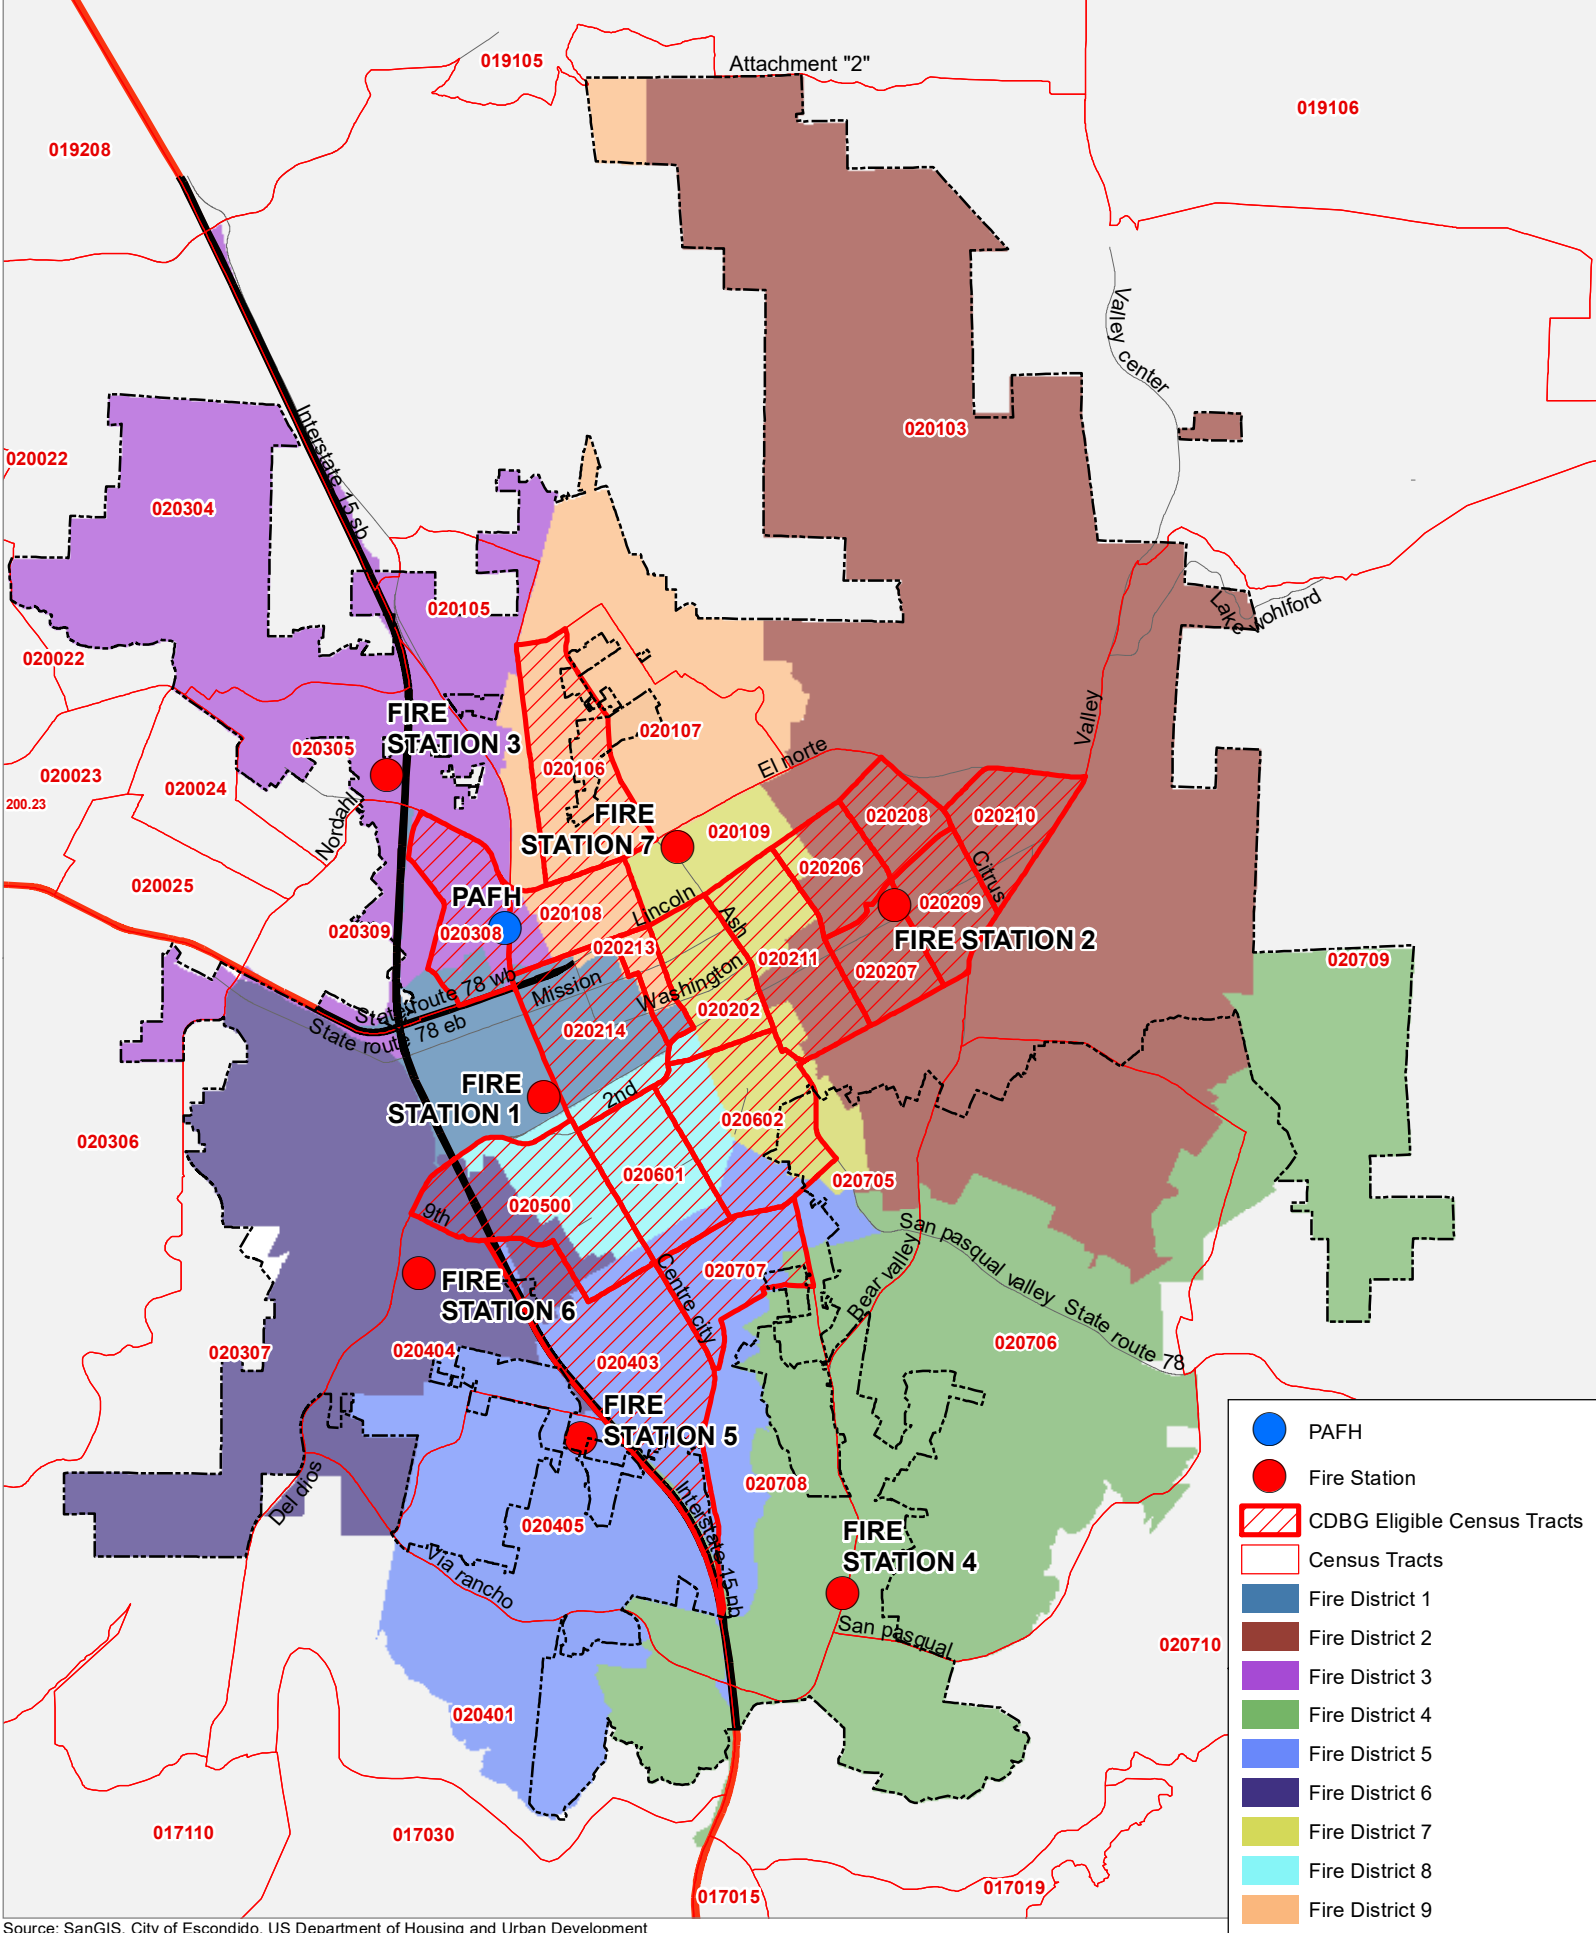 Attachment "2"
019105
019106
019208
Valley center
020103
020022
Interstate 15 sb
020304
020105
Lake wohlford
020022
Valley
FIRE
STATION 3
020107
020305
El norte
020106
020023
020024
200.23
Nordahl
FIRE
STATION 7
020109
020208
020210
020206
Citrus
020025
PAFH
020108
Lincoln
Ash
020209
020309
020308
020213
FIRE STATION 2
020211
020207
020709
State route 78 wb
Mission
Washington
020202
State route 78 eb
020214
FIRE
STATION 1
2nd
020602
020306
020601
020705
020500
9th
San pasqual valley
State route 78
Bear valley
Centre city
020707
FIRE
STATION 6
020307
020404
020403
020706
FIRE
STATION 5
Del dios
Interstate 15 nb
020708
020405
FIRE
STATION 4
Via rancho
San pasqual
020710
020401
017110
017030
017015
017019
PAFH
Fire Station
CDBG Eligible Census Tracts
Census Tracts
Fire District 1
Fire District 2
Fire District 3
Fire District 4
Fire District 5
Fire District 6
Fire District 7
Fire District 8
Fire District 9
Source: SanGIS, City of Escondido, US Department of Housing and Urban Development